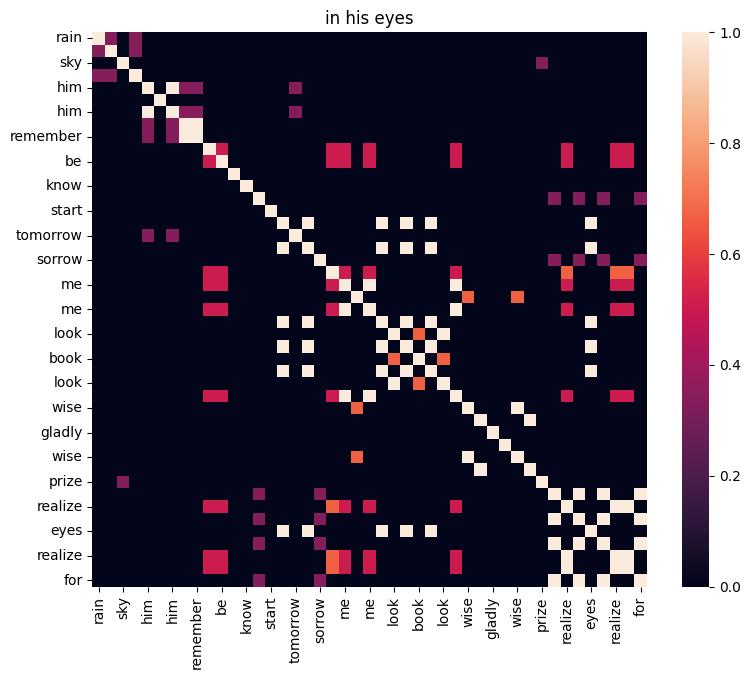 in his eyes
rain
sky
him
him
remember
be
know
start
tomorrow
sorrow
me
me
look
book
look
wise
gladly
wise
prize
realize
eyes
realize
for
1.0
0.8
0.6
0.4
0.2
0.0
rain
sky
him
him
remember
be
know
start
tomorrow
sorrow
me
me
look
book
look
wise
gladly
wise
prize
realize
eyes
realize
for